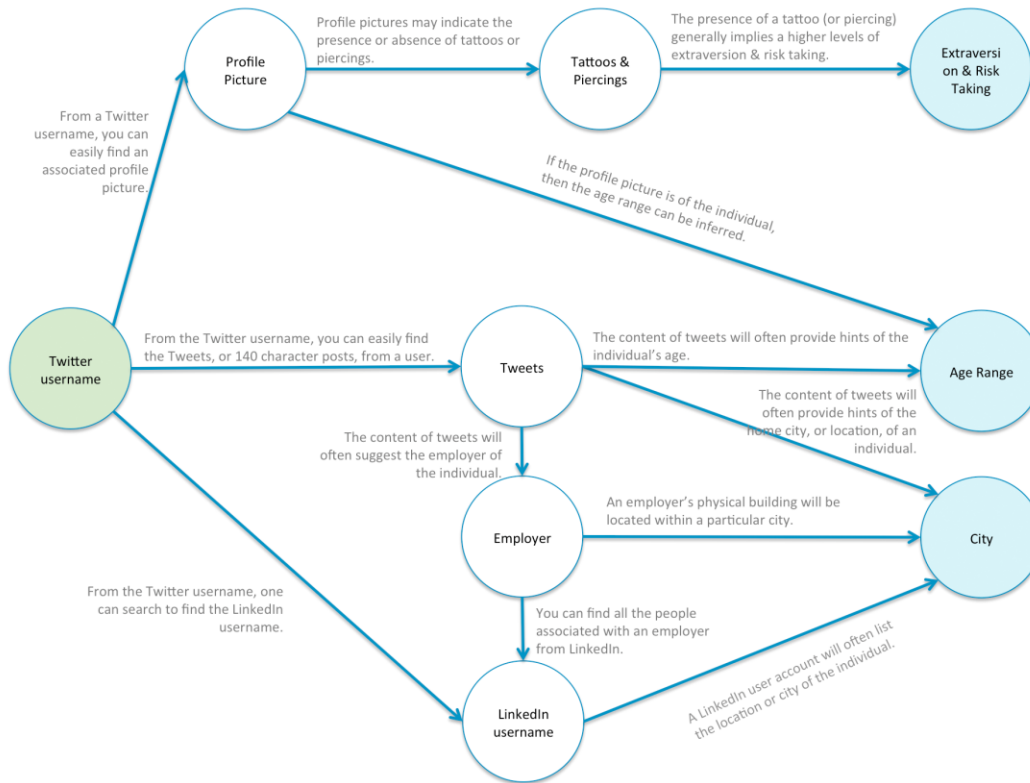 Profile pictures may indicate the
presence or absence of tattoos or
piercings.
The presence of a tattoo (or piercing)
generally implies a higher levels of
extraversion & risk taking.
Profile
Picture
Tattoos &
Piercings
Extraversi
on & Risk
Taking
From a Twitter
username, you can
easily find an
associated profile
picture.
If the profile picture is of the individual,
then the age range can be
inferred.
From the Twitter username, you can easily find
the Tweets, or 140 character posts, from a user.
The content of tweets will often provide hints of the
individual's age.
Twitter
username
Tweets
Age Range
The content of tweets will
often provide hints of the
home city, or location, of an
individual.
The content of tweets will
often suggest the employer of
the individual.
An employer's physical building will be
located within a particular city.
Employer
City
From the Twitter username, one
can search to find the LinkedIn
username.
You can find all the people
associated with an employer
from LinkedIn.
A LinkedIn user account will often list
the location or city of the individual.
LinkedIn
username